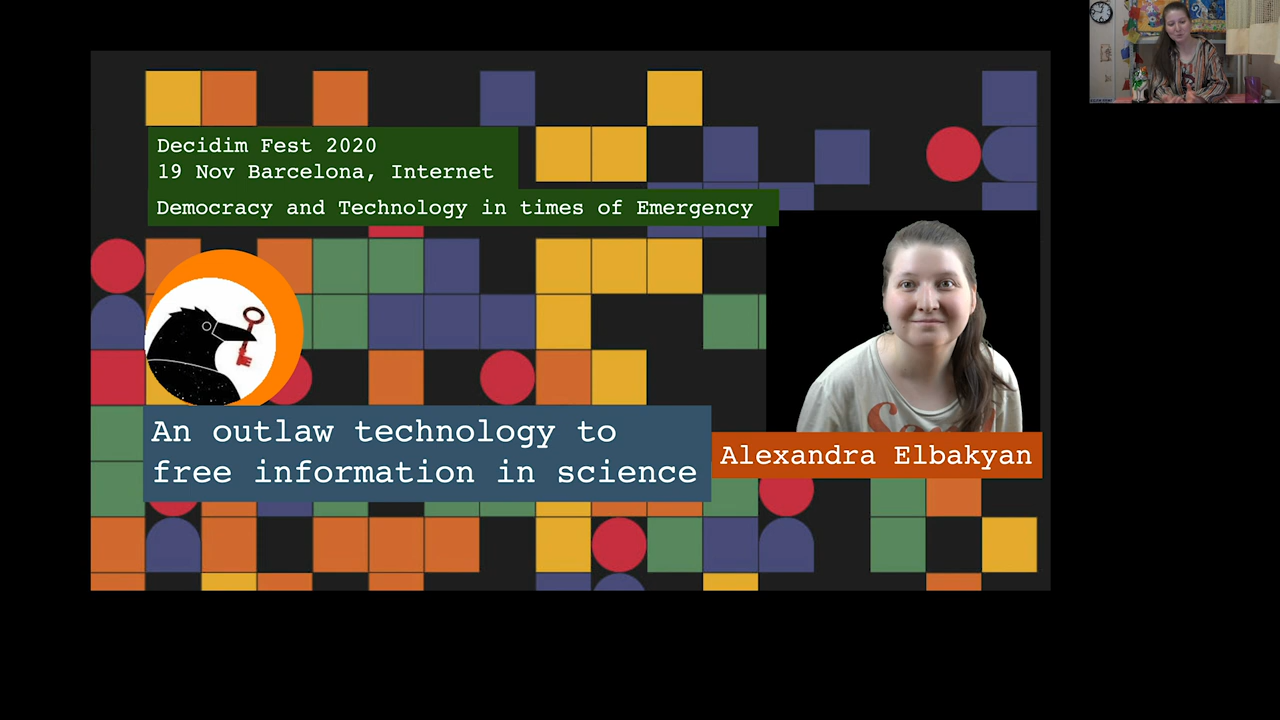 Decidim Fest 2020
19 Nov Barcelona, Internet
Democracy and Technology in times of Emergency
An outlaw technology to
free information in science
Alexandra Elbakyan